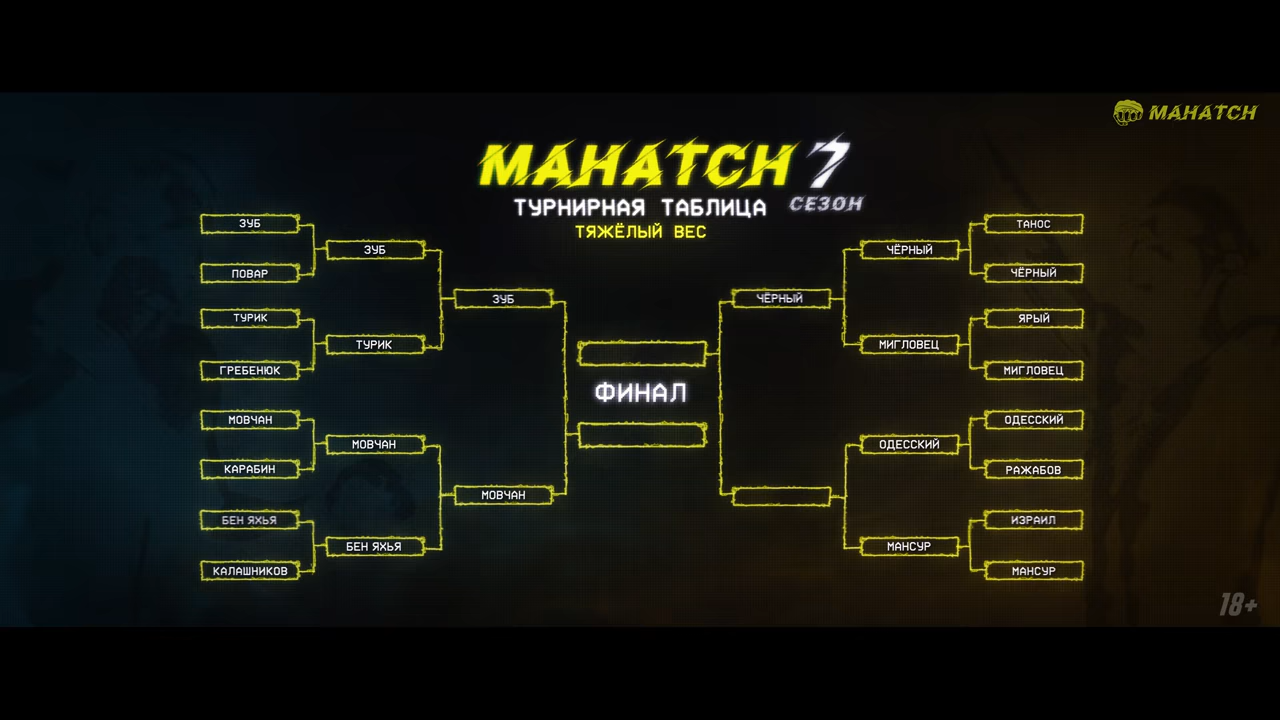 MAHATCH
MAHATCH 7
СЕЗОН
ТУРНИРНАЯ ТАБЛИЦА
ТЯЖЁЛЫЙ ВЕС
ЗУБ
ПОВАР
ТУРИК
ГРЕБЕНЮК
МОВЧАН
КАРАБИН
БЕН ЯХЬЯ
КАЛАШНИКОВ
ЗУБ
ТУРИК
МОВЧАН
БЕН ЯХЬЯ
ЗУБ
МОВЧАН
ФИНАЛ
ЧЁРНЫЙ
ЧЁРНЫЙ
МИГЛОВЕЦ
ОДЕССКИЙ
МАНСУР
ТАНОС
ЧЁРНЫЙ
ЯРЫЙ
МИГЛОВЕЦ
ОДЕССКИЙ
РАЖАБОВ
ИЗРАИЛ
МАНСУР
18+